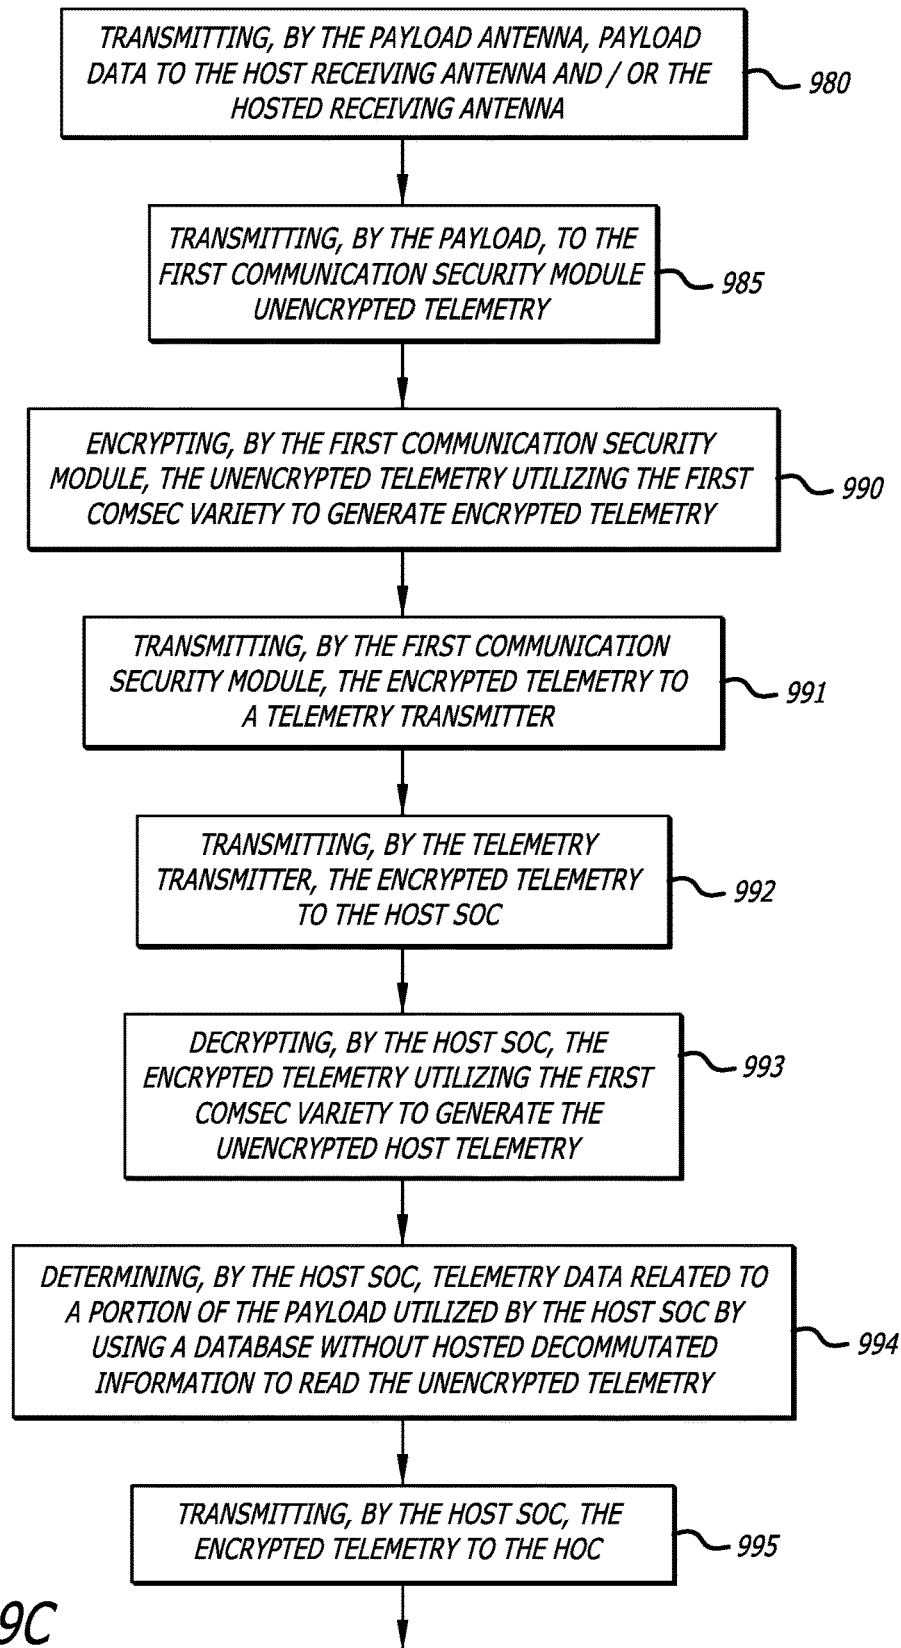 TRANSMITTING, BY THE PAYLOAD ANTENNA, PAYLOAD
DATA TO THE HOST RECEIVING ANTENNA AND / OR THE
HOSTED RECEIVING ANTENNA
980
TRANSMITTING, BY THE PAYLOAD, TO THE
FIRST COMMUNICATION SECURITY MODULE
UNENCRYPTED TELEMETRY
985
ENCRYPTING, BY THE FIRST COMMUNICATION SECURITY
MODULE, THE UNENCRYPTED TELEMETRY UTILIZING THE FIRST
COMSEC VARIETY TO GENERATE ENCRYPTED TELEMETRY
990
TRANSMITTING, BY THE FIRST COMMUNICATION
SECURITY MODULE, THE ENCRYPTED TELEMETRY TO
A TELEMETRY TRANSMITTER
991
TRANSMITTING, BY THE TELEMETRY
TRANSMITTER, THE ENCRYPTED TELEMETRY
TO THE HOST SOC
992
DECRYPTING, BY THE HOST SOC, THE
ENCRYPTED TELEMETRY UTILIZING THE FIRST
COMSEC VARIETY TO GENERATE THE
UNENCRYPTED HOST TELEMETRY
993
DETERMINING, BY THE HOST SOC, TELEMETRY DATA RELATED TO
A PORTION OF THE PAYLOAD UTILIZED BY THE HOST SOC BY
USING A DATABASE WITHOUT HOSTED DECOMMUTATED
INFORMATION TO READ THE UNENCRYPTED TELEMETRY
994
TRANSMITTING, BY THE HOST SOC, THE
ENCRYPTED TELEMETRY TO THE HOC
995
9C